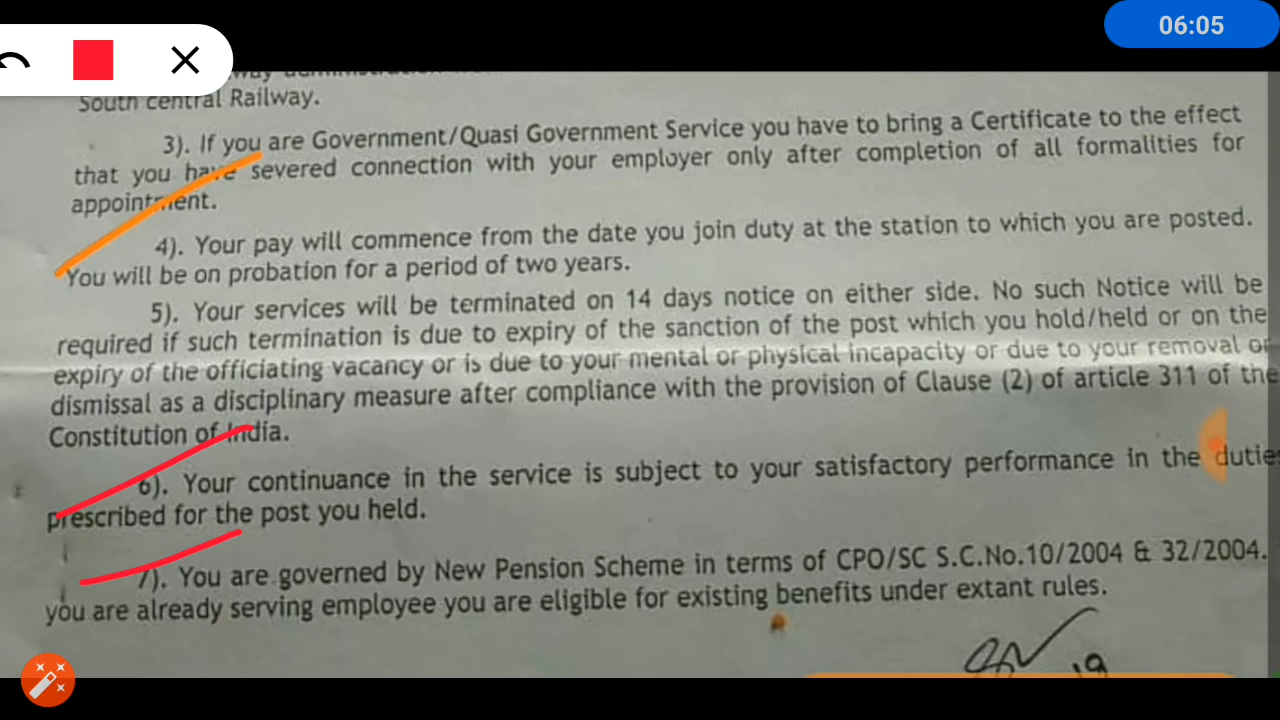 06:05
South central Railway.
3). If you are Government/Quasi Government Service you have to bring a Certificate to the effect
that you have severed connection with your employer only after completion of all formalities for
appointment.
4). Your pay will commence from the date you join duty at the station to which you are posted.
You will be on probation for a period of two years.
5). Your services will be terminated on 14 days notice on either side. No such Notice will be
required if such termination is due to expiry of the sanction of the post which you hold/held or on the
expiry of the officiating vacancy or is due to your mental or physical incapacity or due to your removal or
dismissal as a disciplinary measure after compliance with the provision of Clause (2) of article 311 of the
Constitution of India.
6). Your continuance in the service is subject to your satisfactory performance in the duties
prescribed for the post you held.
7). You are governed by New Pension Scheme in terms of CPO/SC S.C.No.10/2004 & 32/2004.
you are already serving employee you are eligible for existing benefits under extant rules.